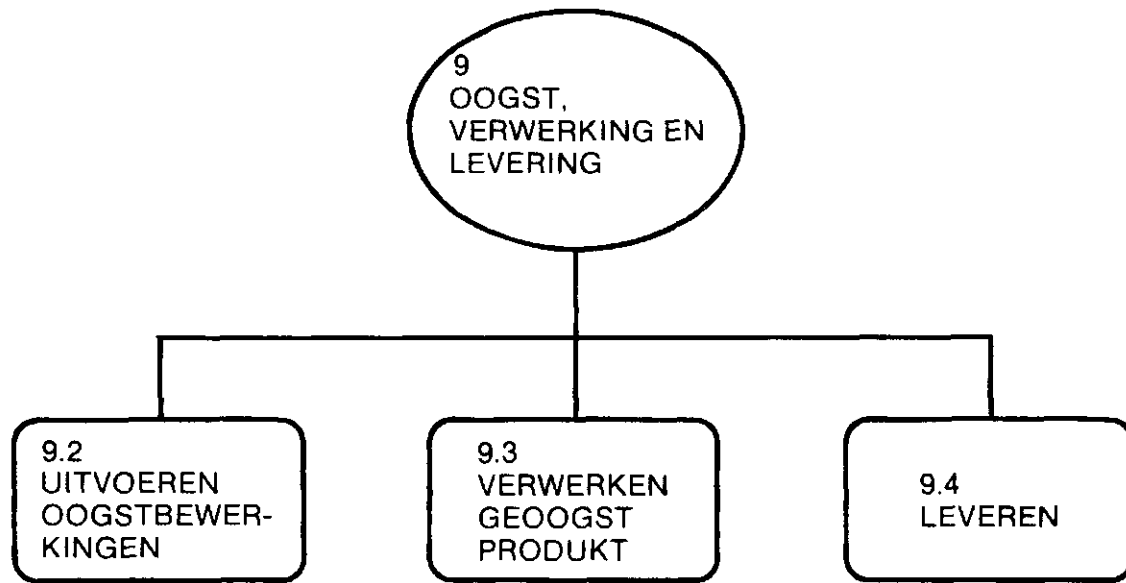 9
OOGST,
VERWERKING EN
LEVERING
9.2
UITVOEREN
OOGSTBEWER-
KINGEN
9.3
VERWERKEN
GEOOGST
PRODUKT
9.4
LEVEREN